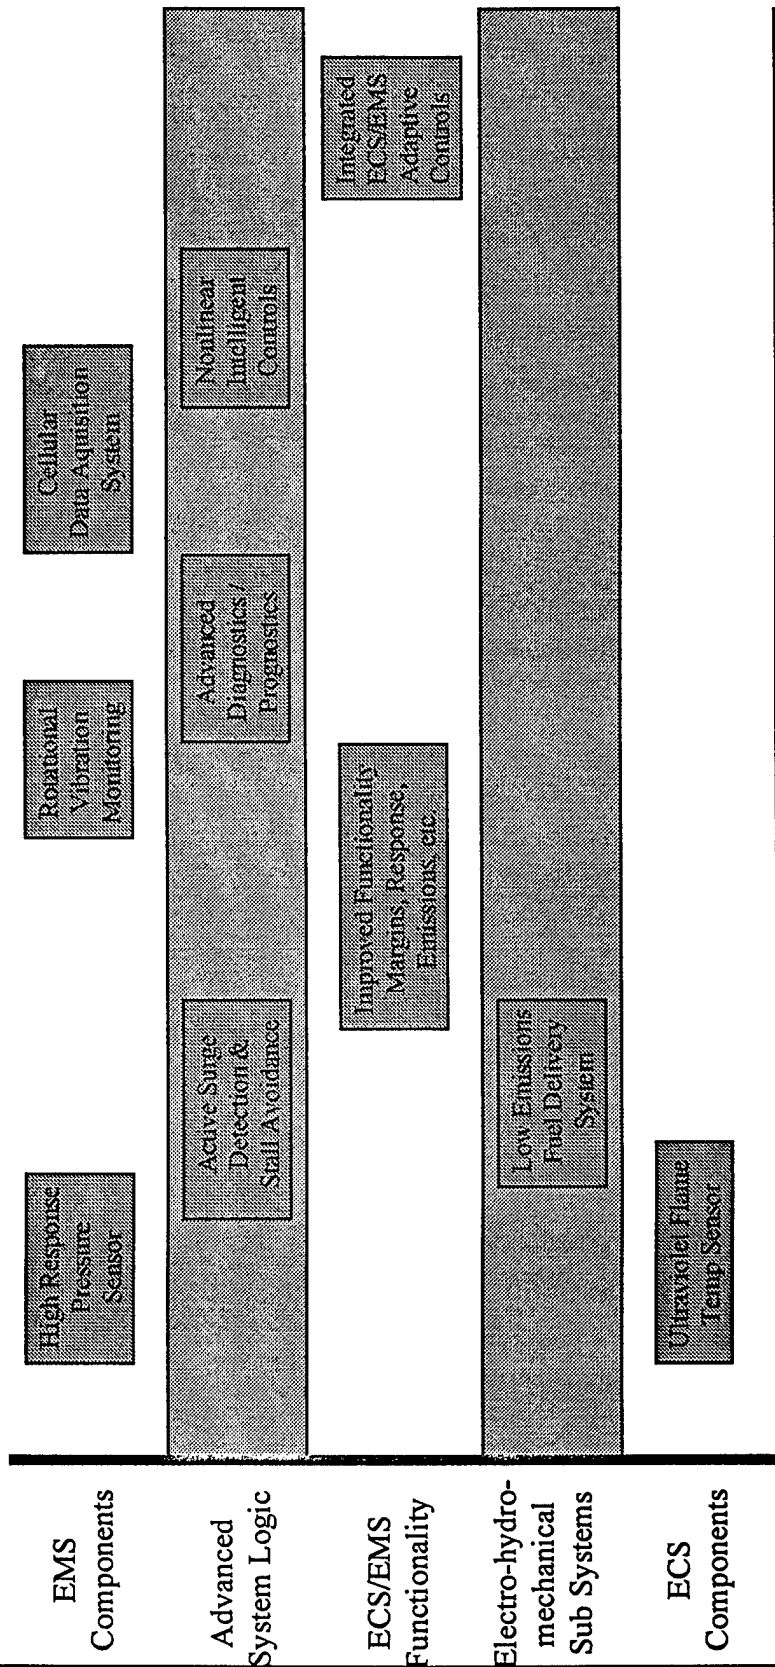 EMS
Components
High Response
Pressure
Sensor
Rotational
Vibration
Monitoring
Cellular
Data Aquisition
System
Advanced
System Logic
Active Surge
Detection &
Stall Avoidance
Advanced
Diagnostics /
Prognostics
Nonlinear
Intelligent
Controls
ECS/EMS
Functionality
Improved Functionality
Margins, Response,
Emissions, etc.
Integrated
ECS/EMS
Adaptive
Controls
Electro-hydro-
mechanical
Sub Systems
Low Emissions
Fuel Delivery
System
ECS
Components
Ultraviolet Flame
Temp Sensor